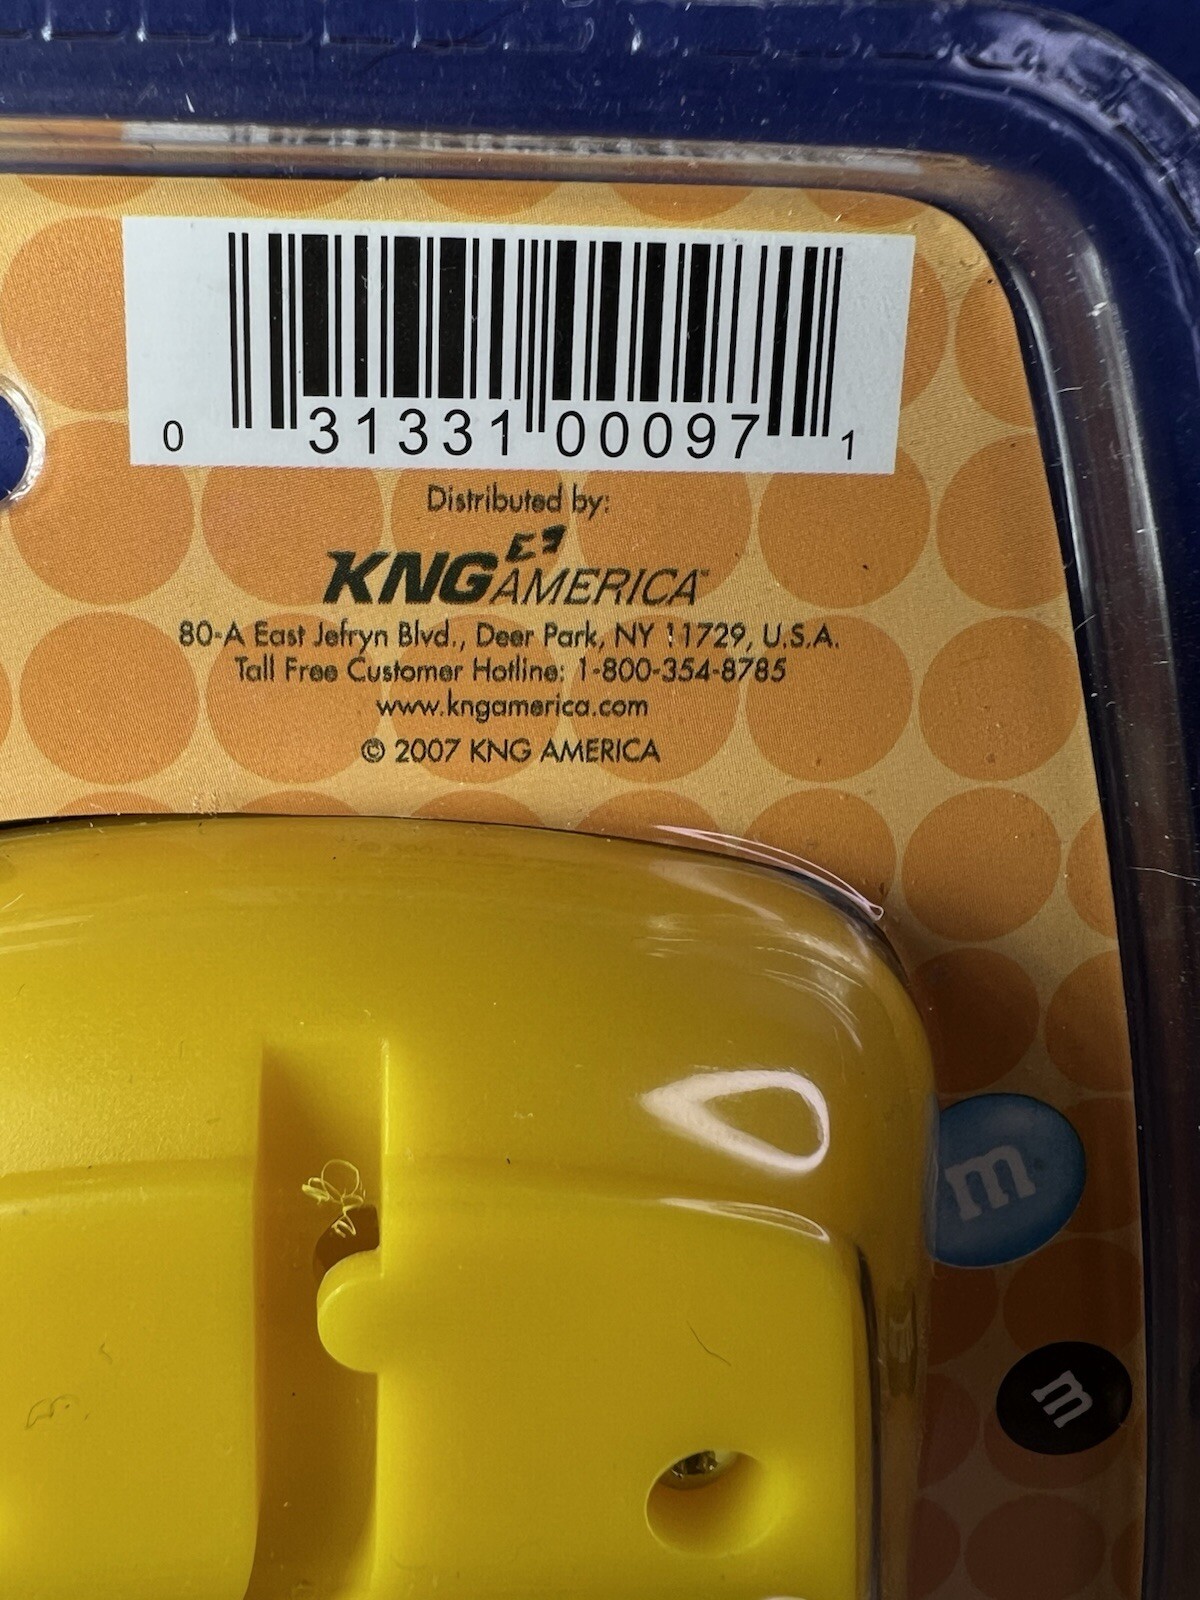 0 31331 00097 1
Distributed by:
KNG AMERICA™
80-A East Jefryn Blvd., Deer Park, NY 11729, U.S.A.
Tall Free Customer Hotline: 1-800-354-8785
www.kngamerica.com
© 2007 KNG AMERICA
m
m